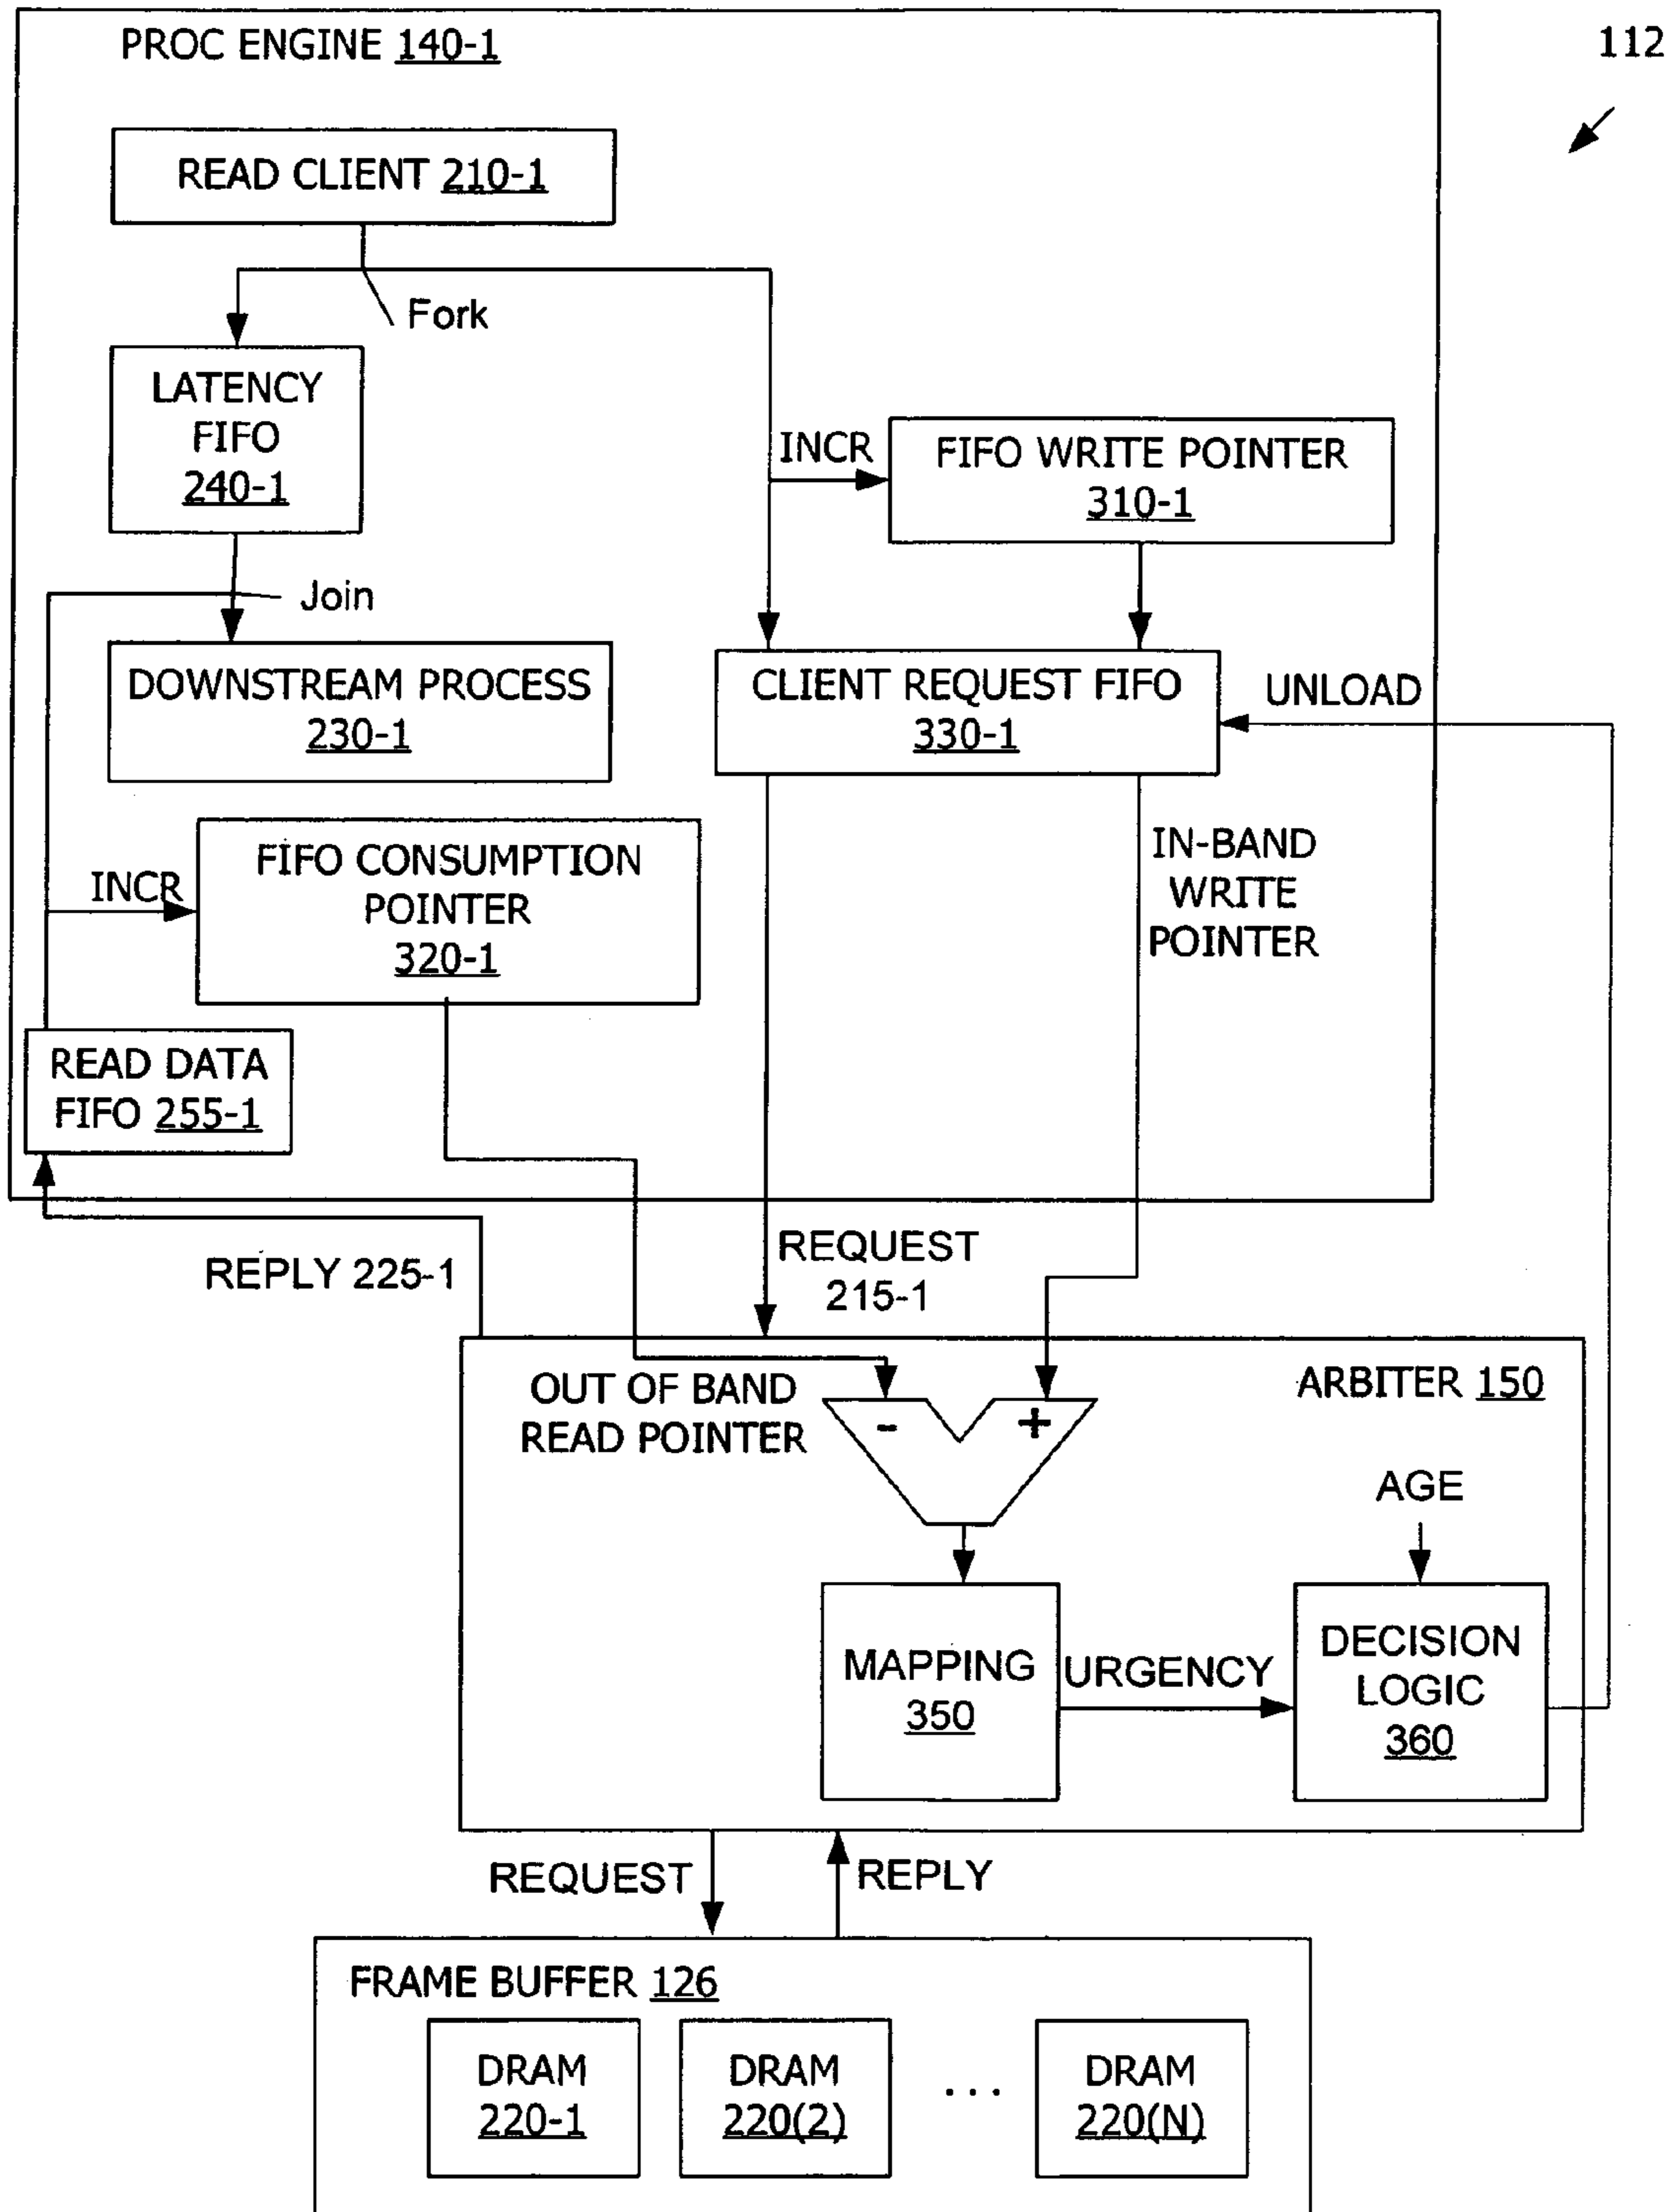 PROC ENGINE 140-1
112
READ CLIENT 210-1
Fork
LATENCY
FIFO
240-1
INCR
FIFO WRITE POINTER
310-1
Join
DOWNSTREAM PROCESS
230-1
CLIENT REQUEST FIFO
330-1
UNLOAD
INCR
FIFO CONSUMPTION
POINTER
320-1
IN-BAND
WRITE
POINTER
READ DATA
FIFO 255-1
REPLY 225-1
REQUEST
215-1
OUT OF BAND
READ POINTER
- +
ARBITER 150
AGE
MAPPING
350
URGENCY
DECISION
LOGIC
360
REQUEST
REPLY
FRAME BUFFER 126
DRAM
220-1
DRAM
220(2)
...
DRAM
220(N)